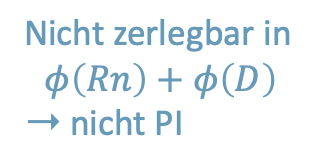 Nicht zerlegbar in
ϕ(Rn) + ϕ(D)
→ nicht PI